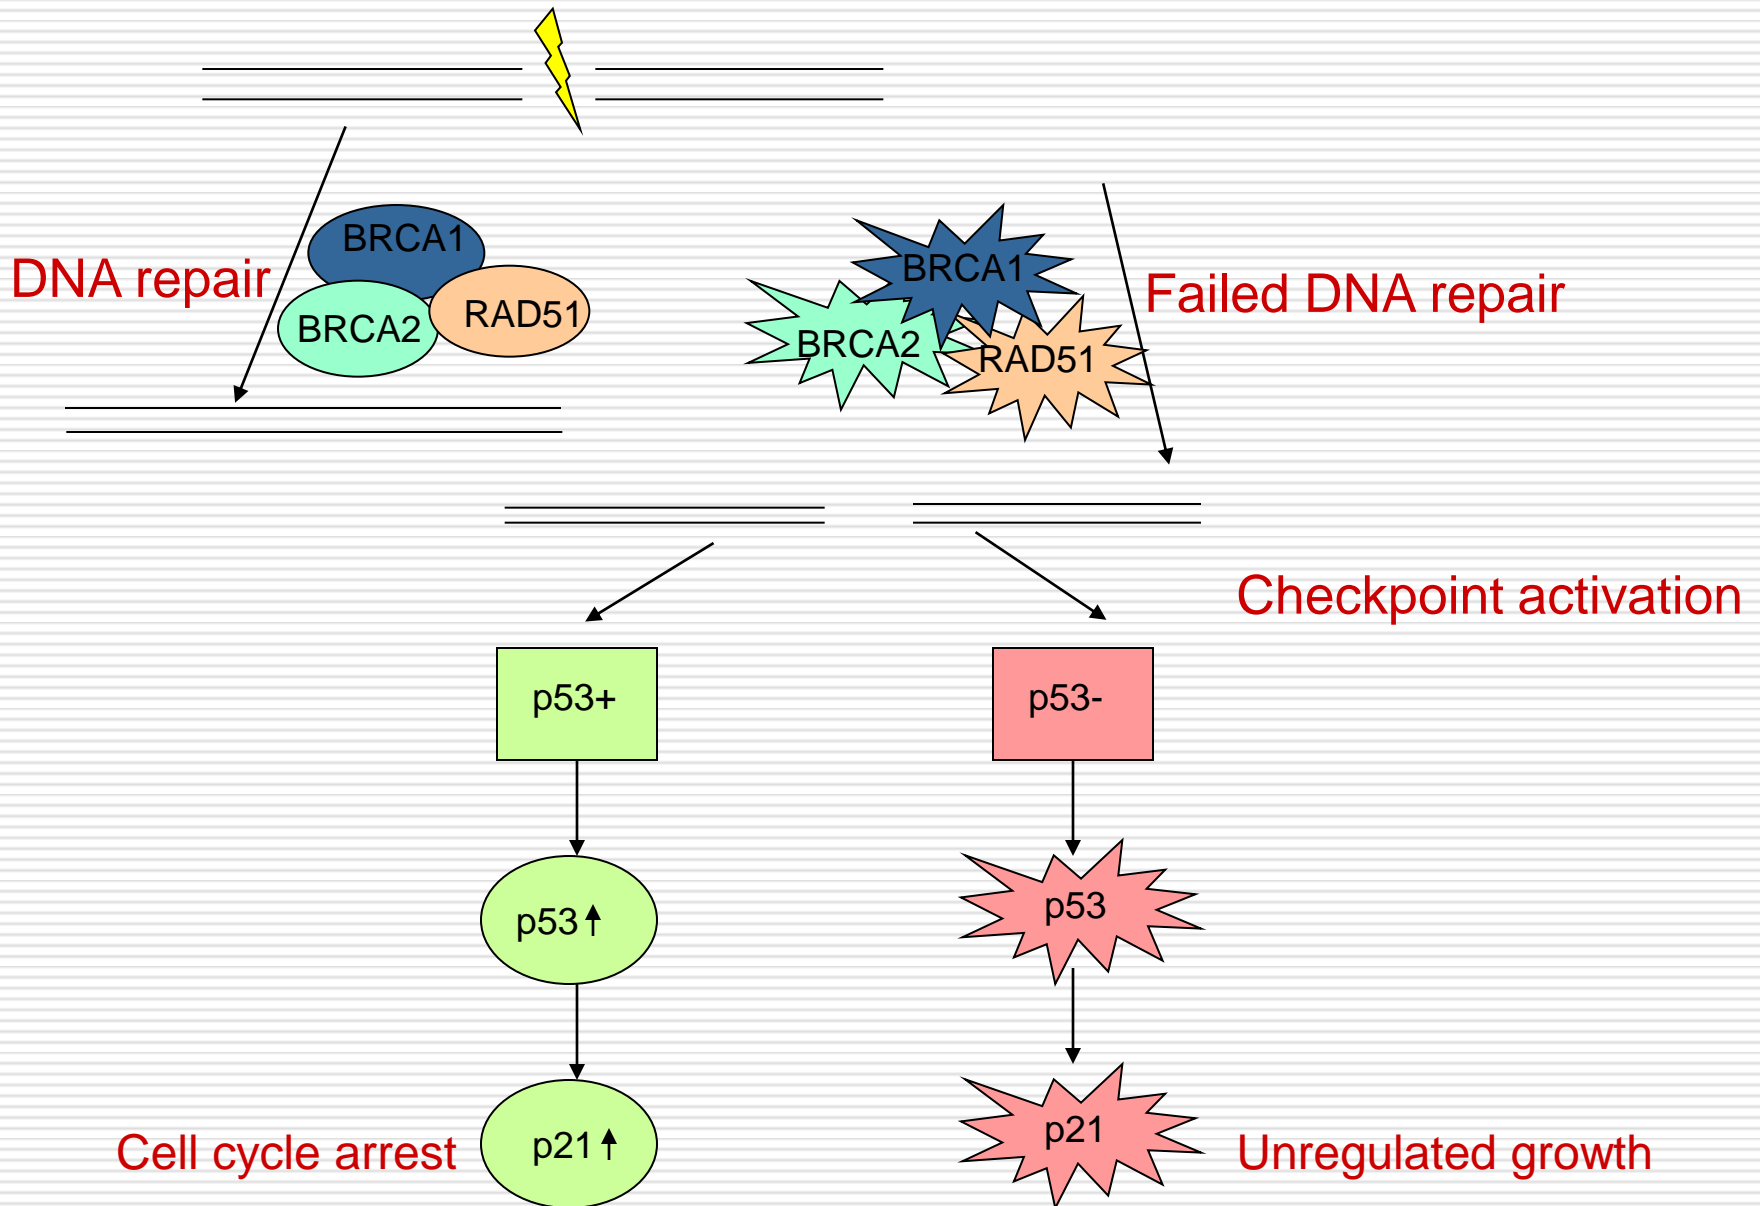 BRCA1
DNA repair
BRCA2
RAD51
BRCA1
BRCA2
RAD51
Failed DNA repair
Checkpoint activation
p53+
p53-
p53↑
p53
Cell cycle arrest
p21↑
p21
Unregulated growth